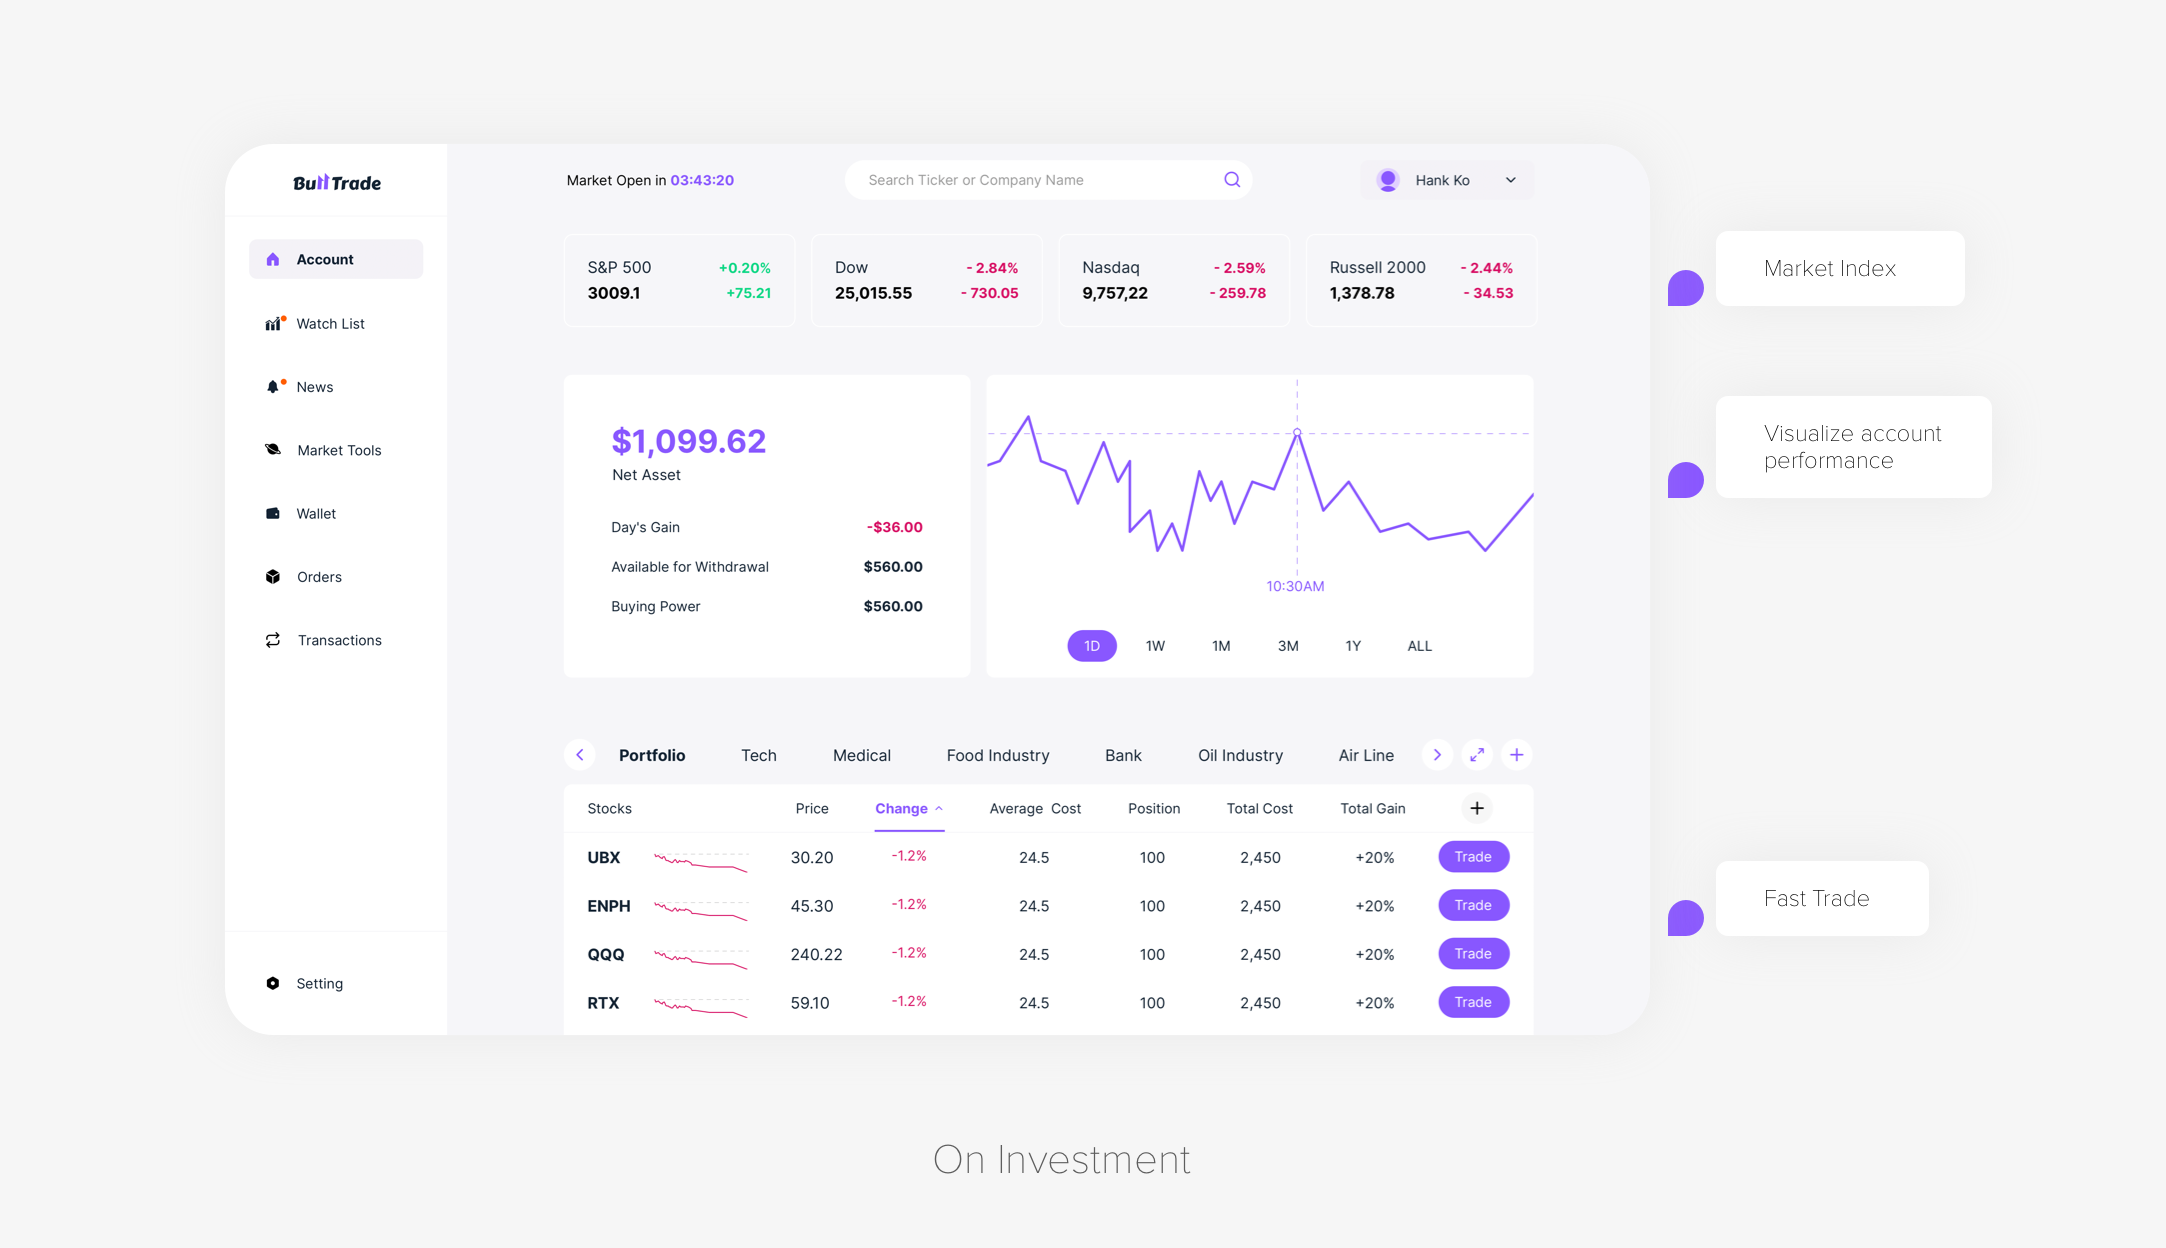 BullTrade
Market Open in 03:43:20
Search Ticker or Company Name
Hank Ko
Account
Watch List
News
Market Tools
Wallet
Orders
Transactions
Setting
S&P 500 +0.20%
3009.1 +75.21
Dow - 2.84%
25,015.55 - 730.05
Nasdaq - 2.59%
9,757,22 - 259.78
Russell 2000 - 2.44%
1,378.78 - 34.53
$1,099.62
Net Asset
Day's Gain -$36.00
Available for Withdrawal $560.00
Buying Power $560.00
10:30AM
1D 1W 1M 3M 1Y ALL
Portfolio Tech Medical Food Industry Bank Oil Industry Air Line
Stocks Price Change Average Cost Position Total Cost Total Gain
UBX 30.20 -1.2% 24.5 100 2,450 +20% Trade
ENPH 45.30 -1.2% 24.5 100 2,450 +20% Trade
QQQ 240.22 -1.2% 24.5 100 2,450 +20% Trade
RTX 59.10 -1.2% 24.5 100 2,450 +20% Trade
Market Index
Visualize account
performance
Fast Trade
On Investment